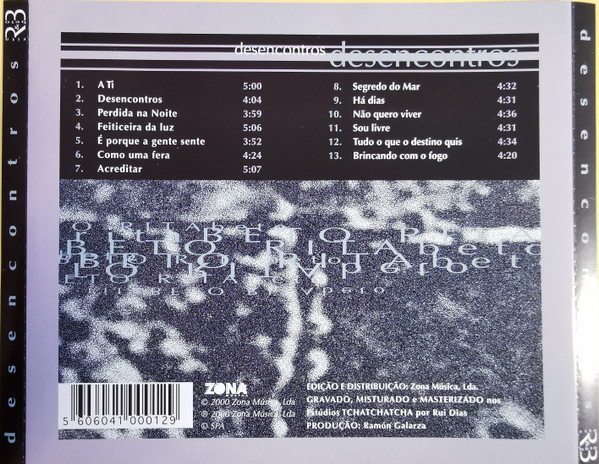 desencontros desencontros
1. A Ti 5:00
2. Desencontros 4:04
3. Perdida na Noite 3:59
4. Feiticeira da luz 5:06
5. É porque a gente sente 3:52
6. Como uma fera 4:24
7. Acreditar 5:07
8. Segredo do Mar 4:32
9. Há dias 4:31
10. Não quero viver 4:36
11. Sou livre 4:31
12. Tudo o que o destino quis 4:34
13. Brincando com o fogo 4:20
5 606041 000129
ZONA
© 2000 Zona Música, Lda
℗ 2000 Zona Música, Lda
© SPA
EDIÇÃO E DISTRIBUIÇÃO: Zona Música, Lda.
GRAVADO, MISTURADO e MASTERIZADO nos
Estúdios TCHATCHATCHA por Rui Dias
PRODUÇÃO: Ramón Galarza
desencontros
R&B
desencontros
R&B